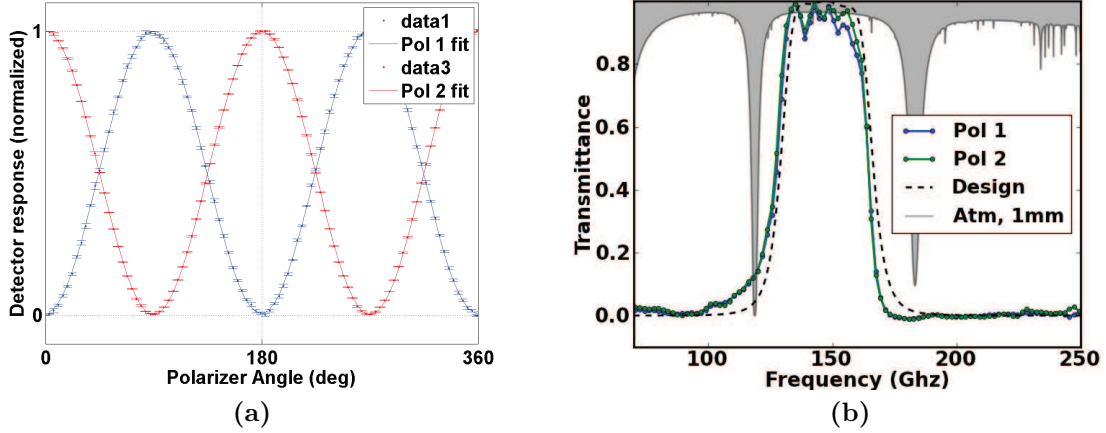 Detector response (normalized)
1
0
0
180
360
Polarizer Angle (deg)
data1
Pol 1 fit
data3
Pol 2 fit
(a)
Transmittance
0.8
0.6
0.4
0.2
0.0
100
150
200
250
Frequency (Ghz)
Pol 1
Pol 2
Design
Atm, 1mm
(b)